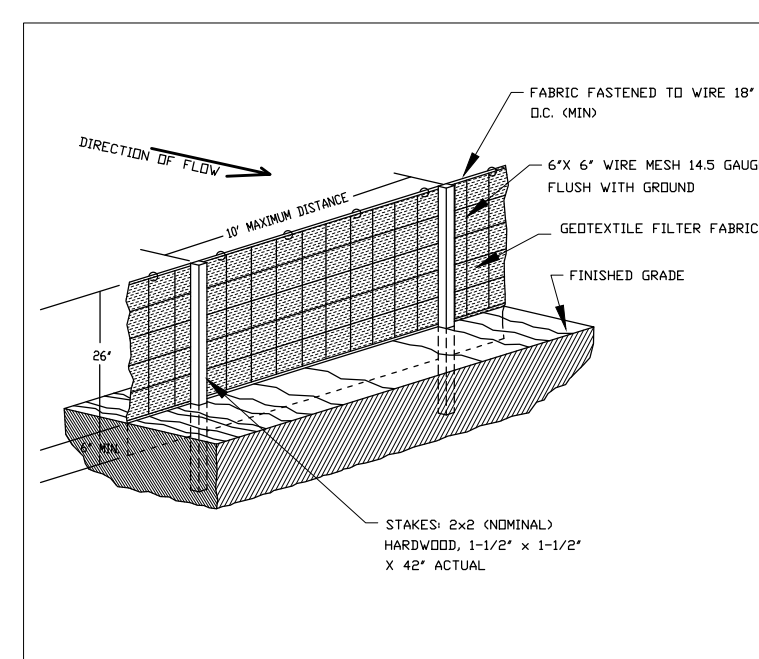 FABRIC FASTENED TO WIRE 18"
O.C. (MIN)
DIRECTION OF FLOW
6"X 6" WIRE MESH 14.5 GAUG
FLUSH WITH GROUND
10' MAXIMUM DISTANCE
GEOTEXTILE FILTER FABRIC
FINISHED GRADE
26"
6" MIN.
STAKES: 2x2 (NOMINAL)
HARDWOOD, 1-1/2" x 1-1/2"
X 42" ACTUAL